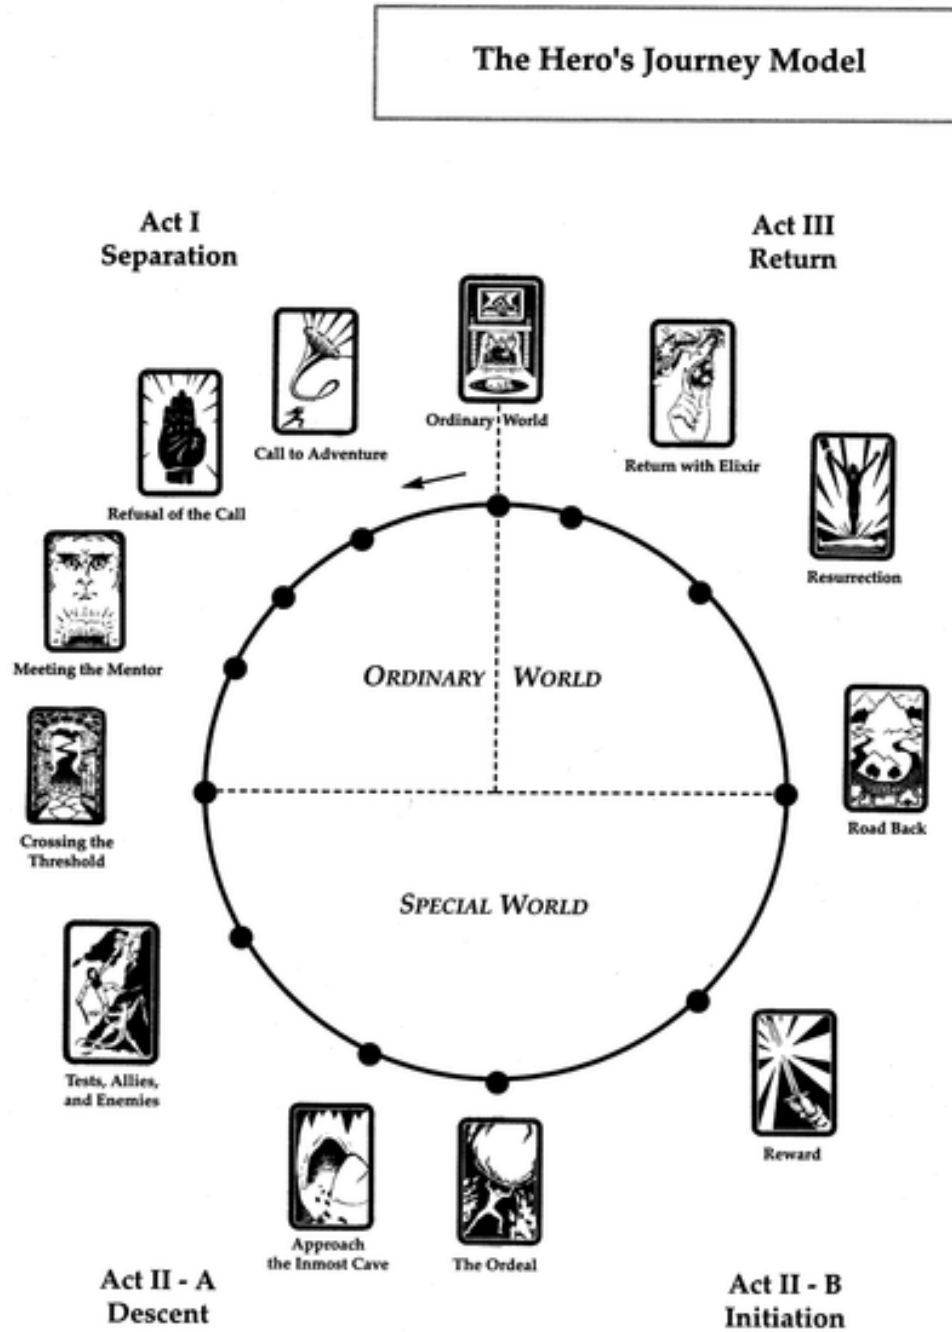 The Hero's Journey Model
Act I
Separation
Act III
Return
Ordinary World
Call to Adventure
Refusal of the Call
Meeting the Mentor
Crossing the
Threshold
Tests, Allies,
and Enemies
Approach
the Inmost Cave
The Ordeal
Reward
Road Back
Resurrection
Return with Elixir
ORDINARY WORLD
SPECIAL WORLD
Act II - A
Descent
Act II - B
Initiation